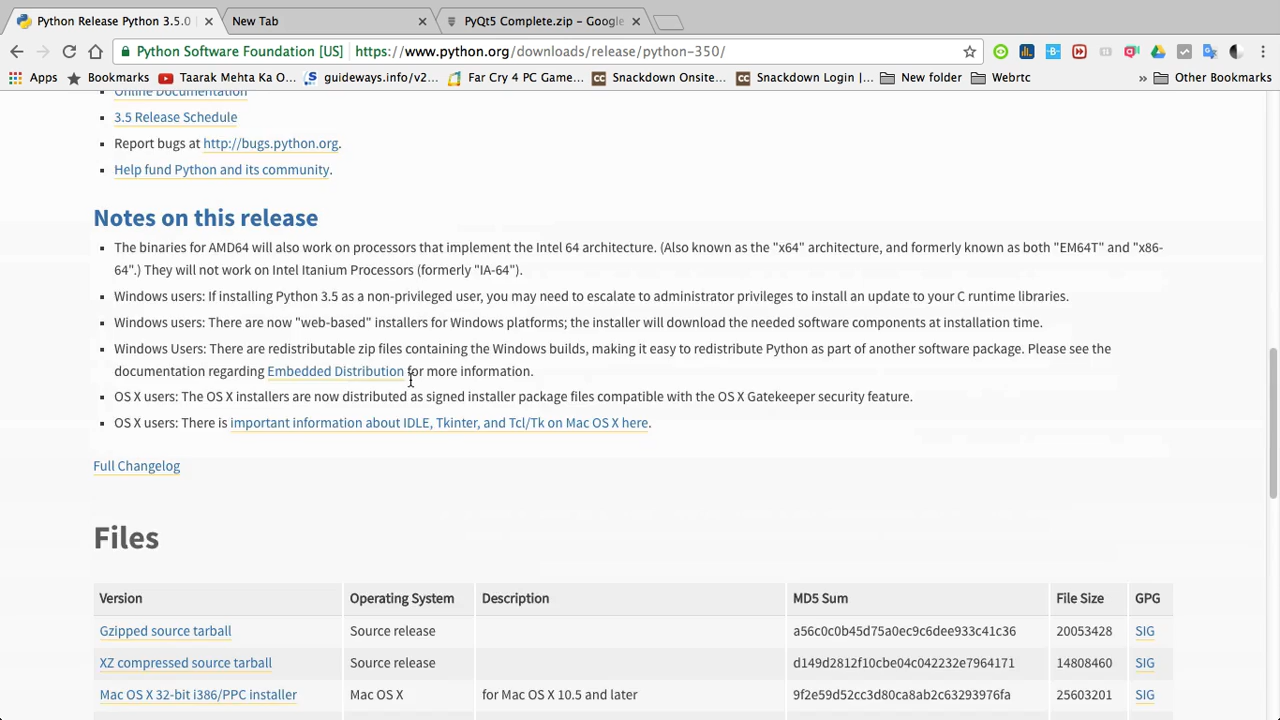 Python Release Python 3.5.0
New Tab
PyQt5 Complete.zip – Google
Python Software Foundation [US] https://www.python.org/downloads/release/python-350/
Apps Bookmarks Taarak Mehta Ka O... guideways.info/v2... Far Cry 4 PC Game... Snackdown Onsite... Snackdown Login |... New folder Webrtc » Other Bookmarks
Online Documentation
3.5 Release Schedule
Report bugs at http://bugs.python.org.
Help fund Python and its community.
Notes on this release
The binaries for AMD64 will also work on processors that implement the Intel 64 architecture. (Also known as the "x64" architecture, and formerly known as both "EM64T" and "x86-
64".) They will not work on Intel Itanium Processors (formerly "IA-64").
Windows users: If installing Python 3.5 as a non-privileged user, you may need to escalate to administrator privileges to install an update to your C runtime libraries.
Windows users: There are now "web-based" installers for Windows platforms; the installer will download the needed software components at installation time.
Windows Users: There are redistributable zip files containing the Windows builds, making it easy to redistribute Python as part of another software package. Please see the
documentation regarding Embedded Distribution for more information.
OS X users: The OS X installers are now distributed as signed installer package files compatible with the OS X Gatekeeper security feature.
OS X users: There is important information about IDLE, Tkinter, and Tcl/Tk on Mac OS X here.
Full Changelog
Files
Version Operating System Description MD5 Sum File Size GPG
Gzipped source tarball Source release a56c0c0b45d75a0ec9c6dee933c41c36 20053428 SIG
XZ compressed source tarball Source release d149d2812f10cbe04c042232e7964171 14808460 SIG
Mac OS X 32-bit i386/PPC installer Mac OS X for Mac OS X 10.5 and later 9f2e59d52cc3d80ca8ab2c63293976fa 25603201 SIG